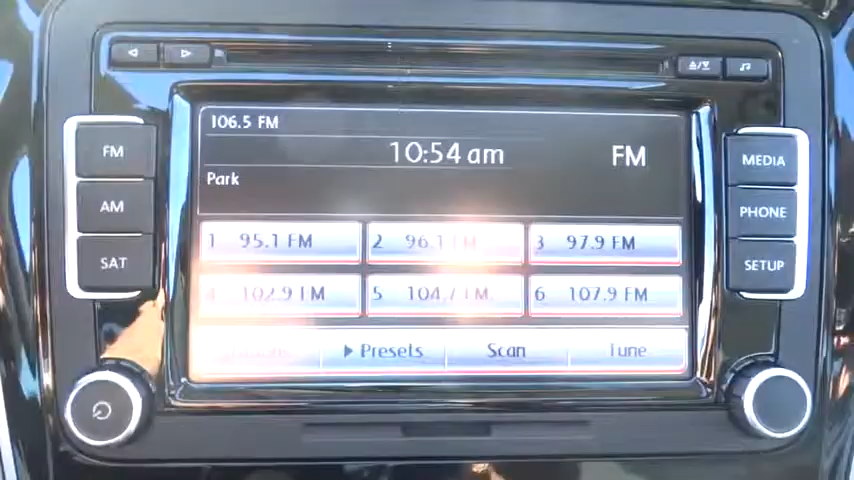 106.5 FM
10:54 am
FM
Park
FM
AM
SAT
MEDIA
PHONE
SETUP
1 95.1 FM
2 96.1 FM
3 97.9 FM
4 102.9 FM
5 104.7 FM
6 107.9 FM
Presets
Scan
Tune